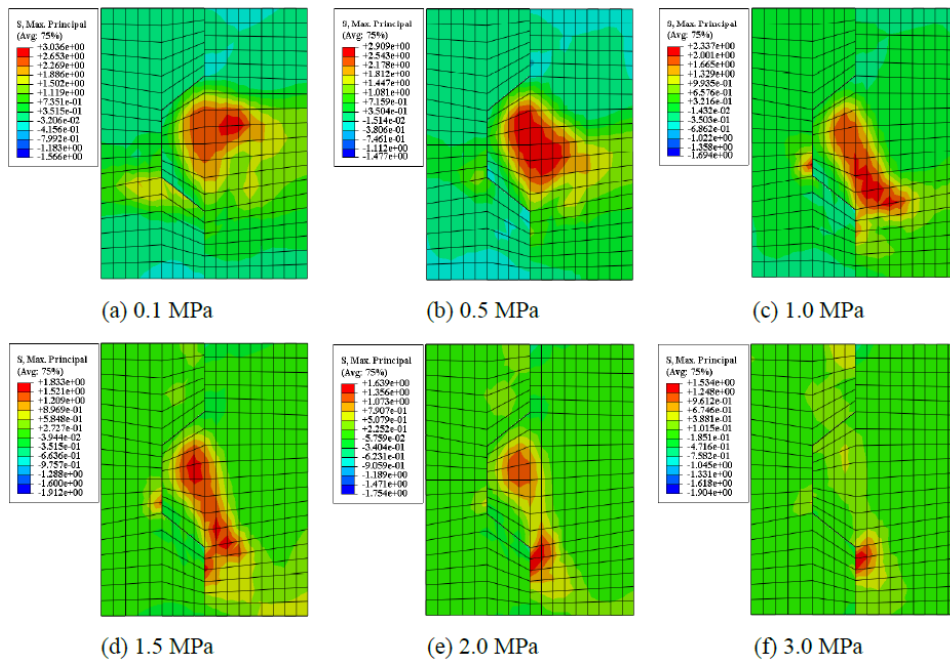 S, Max. Principal
(Avg: 75%)
+3.036e+00
+2.653e+00
+2.269e+00
+1.886e+00
+1.502e+00
+1.119e+00
+7.351e-01
+3.515e-01
-3.206e-02
-4.156e-01
-7.992e-01
-1.183e+00
-1.566e+00
(a) 0.1 MPa
S, Max. Principal
(Avg: 75%)
+2.909e+00
+2.543e+00
+2.178e+00
+1.812e+00
+1.447e+00
+1.081e+00
+7.159e-01
+3.504e-01
-1.514e-02
-3.806e-01
-7.461e-01
-1.112e+00
-1.477e+00
(b) 0.5 MPa
S, Max. Principal
(Avg: 75%)
+2.337e+00
+2.001e+00
+1.665e+00
+1.329e+00
+9.935e-01
+6.576e-01
+3.216e-01
-1.432e-02
-3.503e-01
-6.862e-01
-1.022e+00
-1.358e+00
-1.694e+00
(c) 1.0 MPa
S, Max. Principal
(Avg: 75%)
+1.833e+00
+1.521e+00
+1.209e+00
+8.969e-01
+5.848e-01
+2.727e-01
-3.944e-02
-3.515e-01
-6.636e-01
-9.757e-01
-1.288e+00
-1.600e+00
-1.912e+00
(d) 1.5 MPa
S, Max. Principal
(Avg: 75%)
+1.639e+00
+1.356e+00
+1.073e+00
+7.907e-01
+5.079e-01
+2.252e-01
-5.759e-02
-3.404e-01
-6.231e-01
-9.059e-01
-1.189e+00
-1.471e+00
-1.754e+00
(e) 2.0 MPa
S, Max. Principal
(Avg: 75%)
+1.534e+00
+1.248e+00
+9.612e-01
+6.746e-01
+3.881e-01
+1.015e-01
-1.851e-01
-4.716e-01
-7.582e-01
-1.045e+00
-1.331e+00
-1.618e+00
-1.904e+00
(f) 3.0 MPa